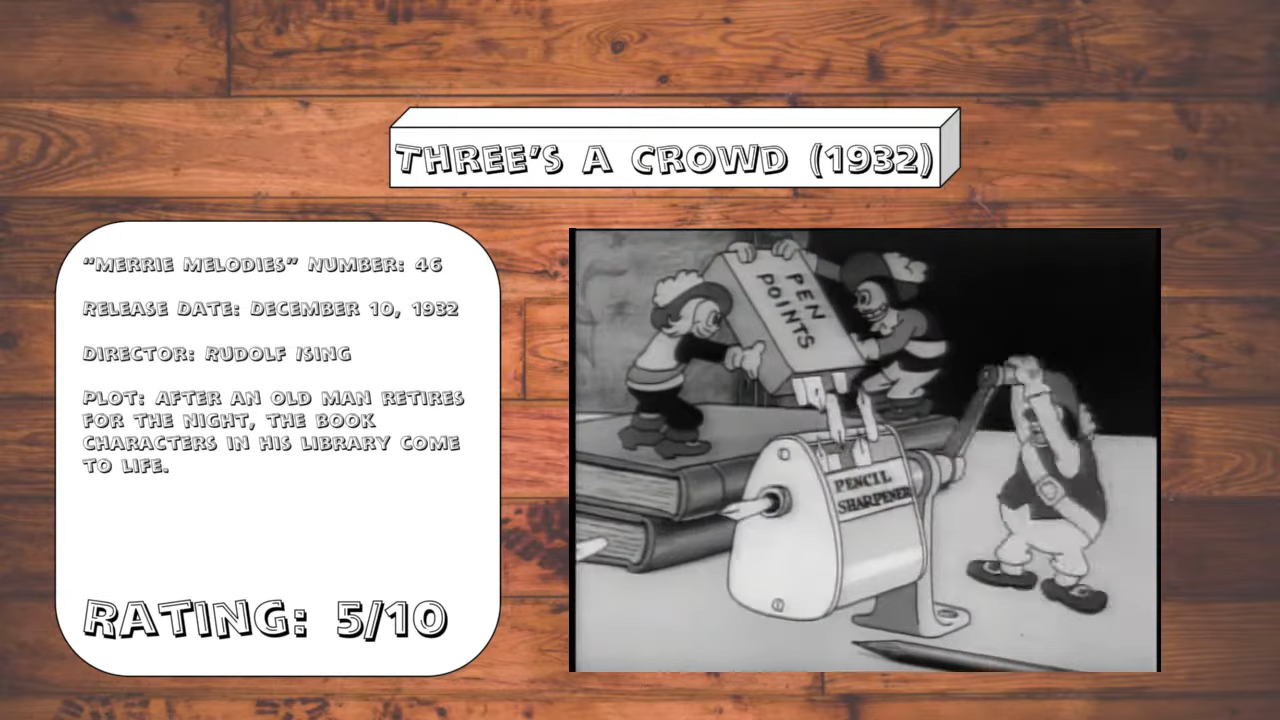 THREE'S A CROWD (1932)
"MERRIE MELODIES" NUMBER: 46
RELEASE DATE: DECEMBER 10, 1932
DIRECTOR: RUDOLF ISING
PLOT: AFTER AN OLD MAN RETIRES
FOR THE NIGHT, THE BOOK
CHARACTERS IN HIS LIBRARY COME
TO LIFE.
RATING: 5/10
PEN
POINTS
PENCIL
SHARPENER